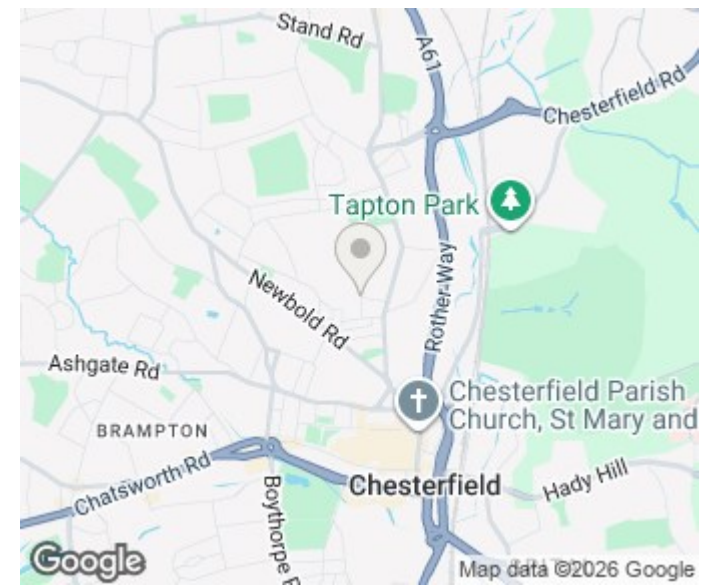 Stand Rd
A61
Chesterfield Rd
Tapton Park
Rother Way
Newbold Rd
Ashgate Rd
Chesterfield Parish
Church, St Mary and
BRAMPTON
Chatsworth Rd
Boythorpe
Chesterfield
Hady Hill
Google
Map data ©2026 Google